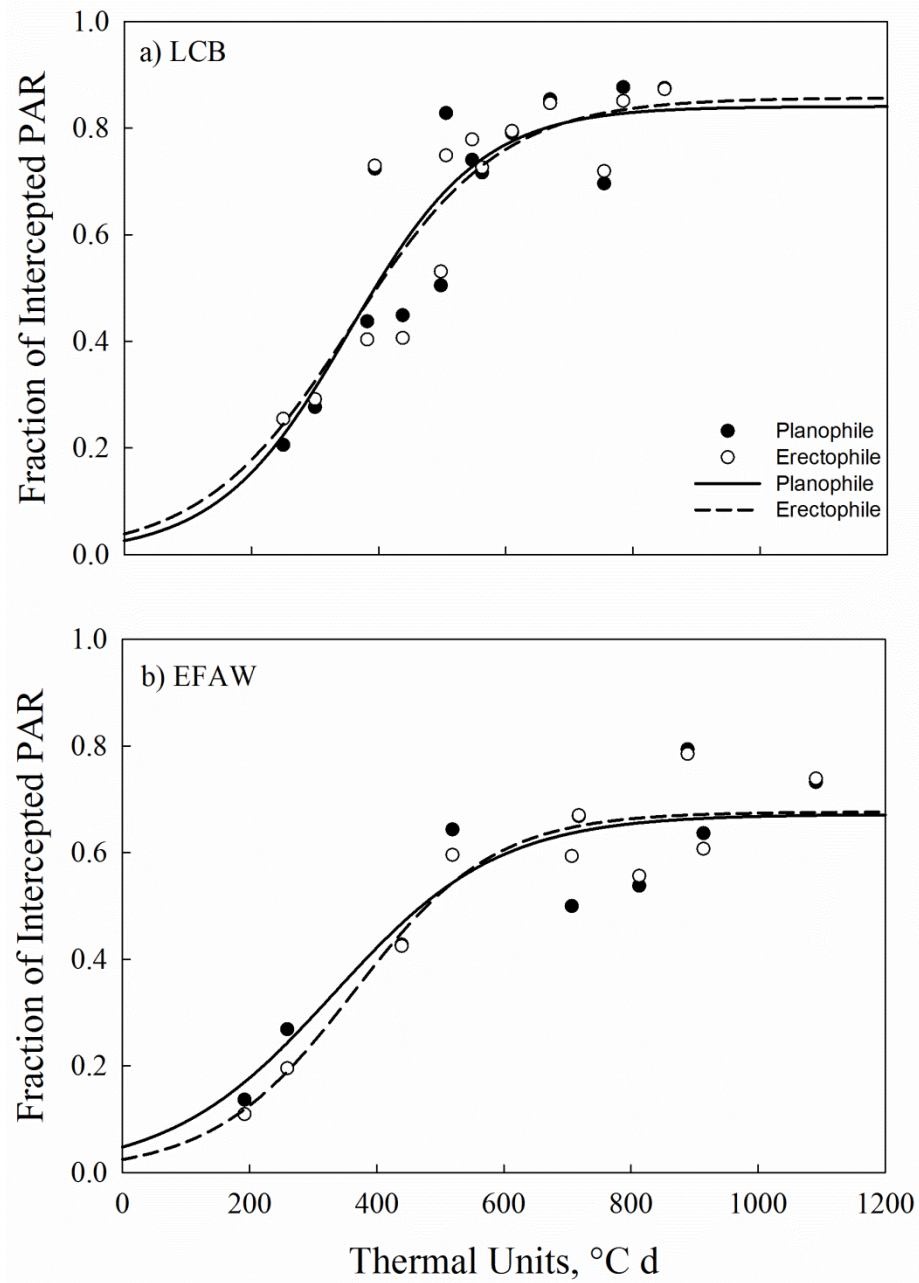 1.0
a) LCB
0.8
0.6
0.4
0.2
0.0
Fraction of Intercepted PAR
Planophile
Erectophile
Planophile
Erectophile
1.0
b) EFAW
0.8
0.6
0.4
0.2
0.0
Fraction of Intercepted PAR
0 200 400 600 800 1000 1200
Thermal Units, °C d